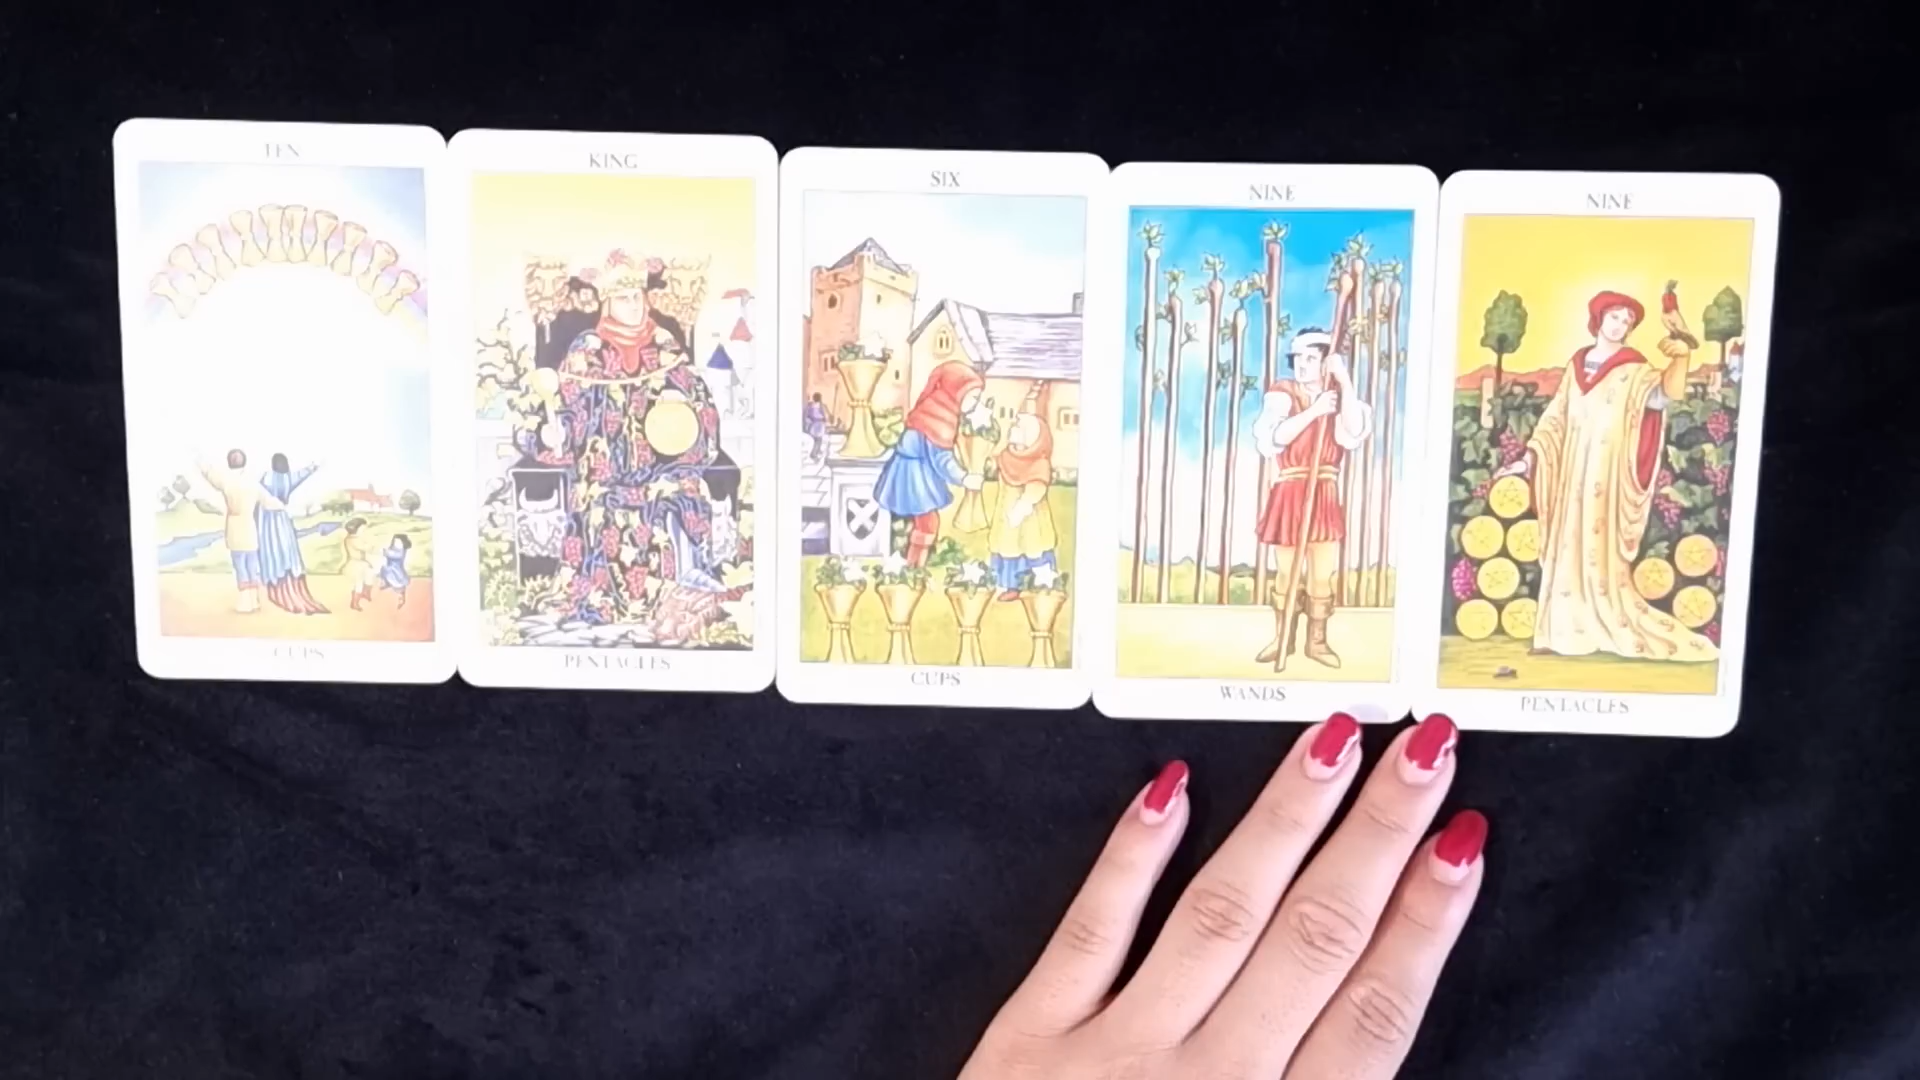 TEN
CUPS
KING
PENTACLES
SIX
CUPS
NINE
WANDS
NINE
PENTACLES